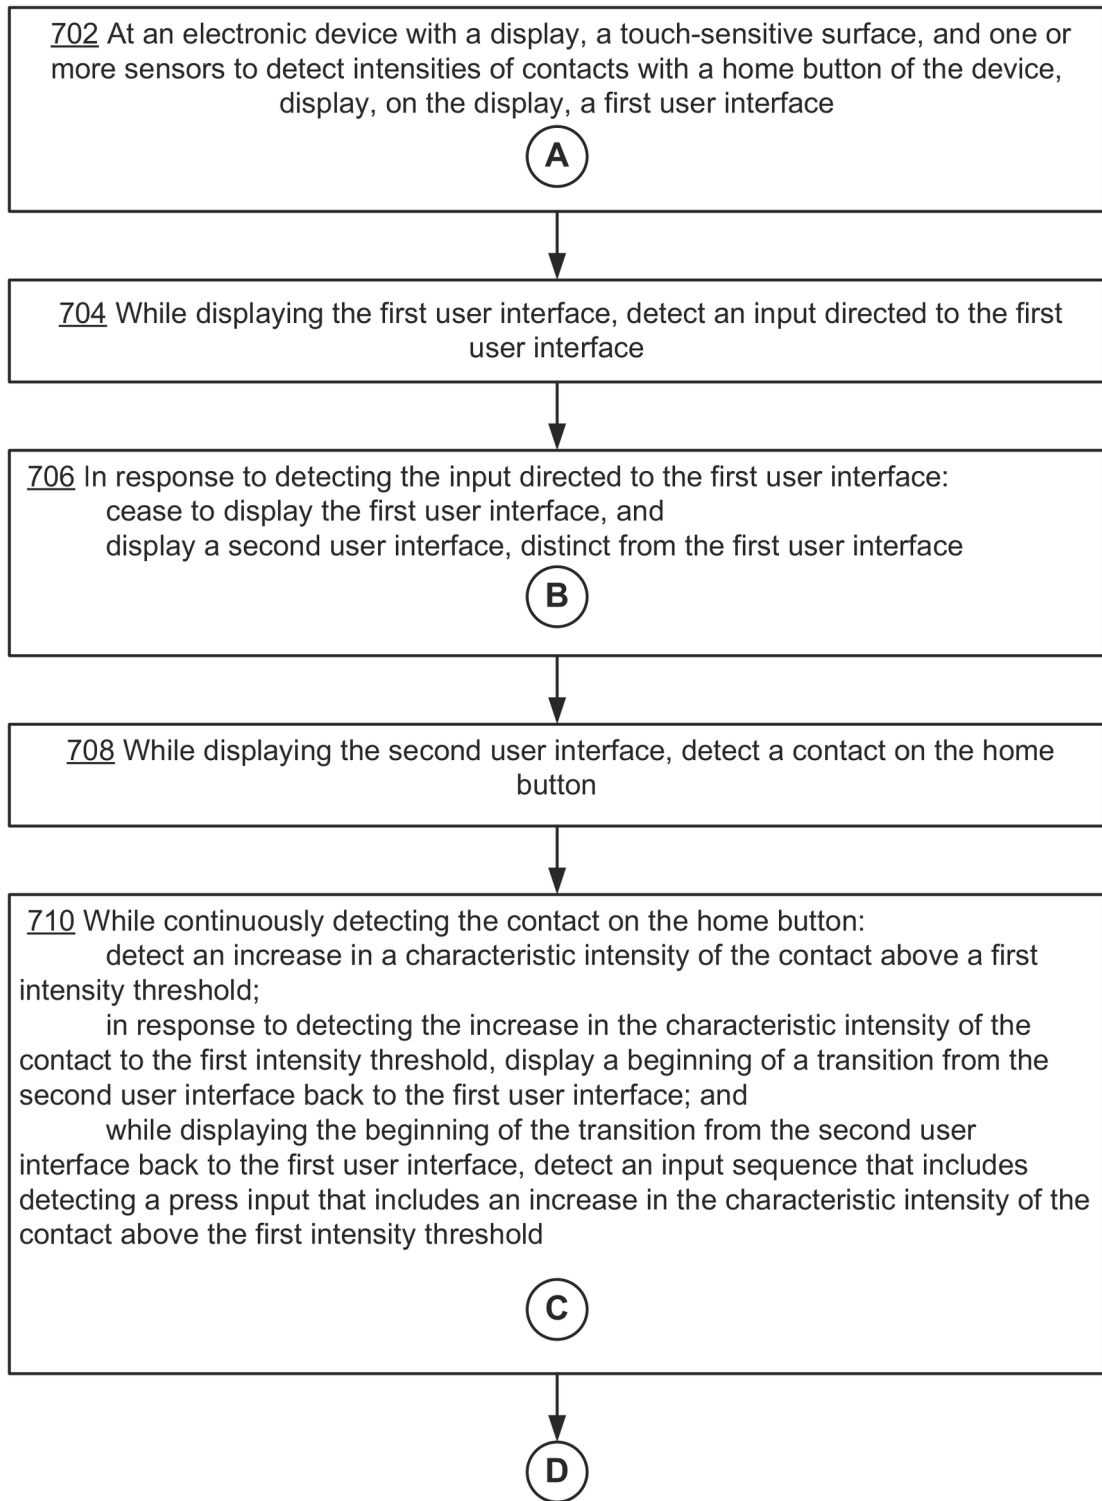 702 At an electronic device with a display, a touch-sensitive surface, and one or
more sensors to detect intensities of contacts with a home button of the device,
display, on the display, a first user interface
A
704 While displaying the first user interface, detect an input directed to the first
user interface
706 In response to detecting the input directed to the first user interface:
cease to display the first user interface, and
display a second user interface, distinct from the first user interface
B
708 While displaying the second user interface, detect a contact on the home
button
710 While continuously detecting the contact on the home button:
detect an increase in a characteristic intensity of the contact above a first
intensity threshold;
in response to detecting the increase in the characteristic intensity of the
contact to the first intensity threshold, display a beginning of a transition from the
second user interface back to the first user interface; and
while displaying the beginning of the transition from the second user
interface back to the first user interface, detect an input sequence that includes
detecting a press input that includes an increase in the characteristic intensity of the
contact above the first intensity threshold
C
D